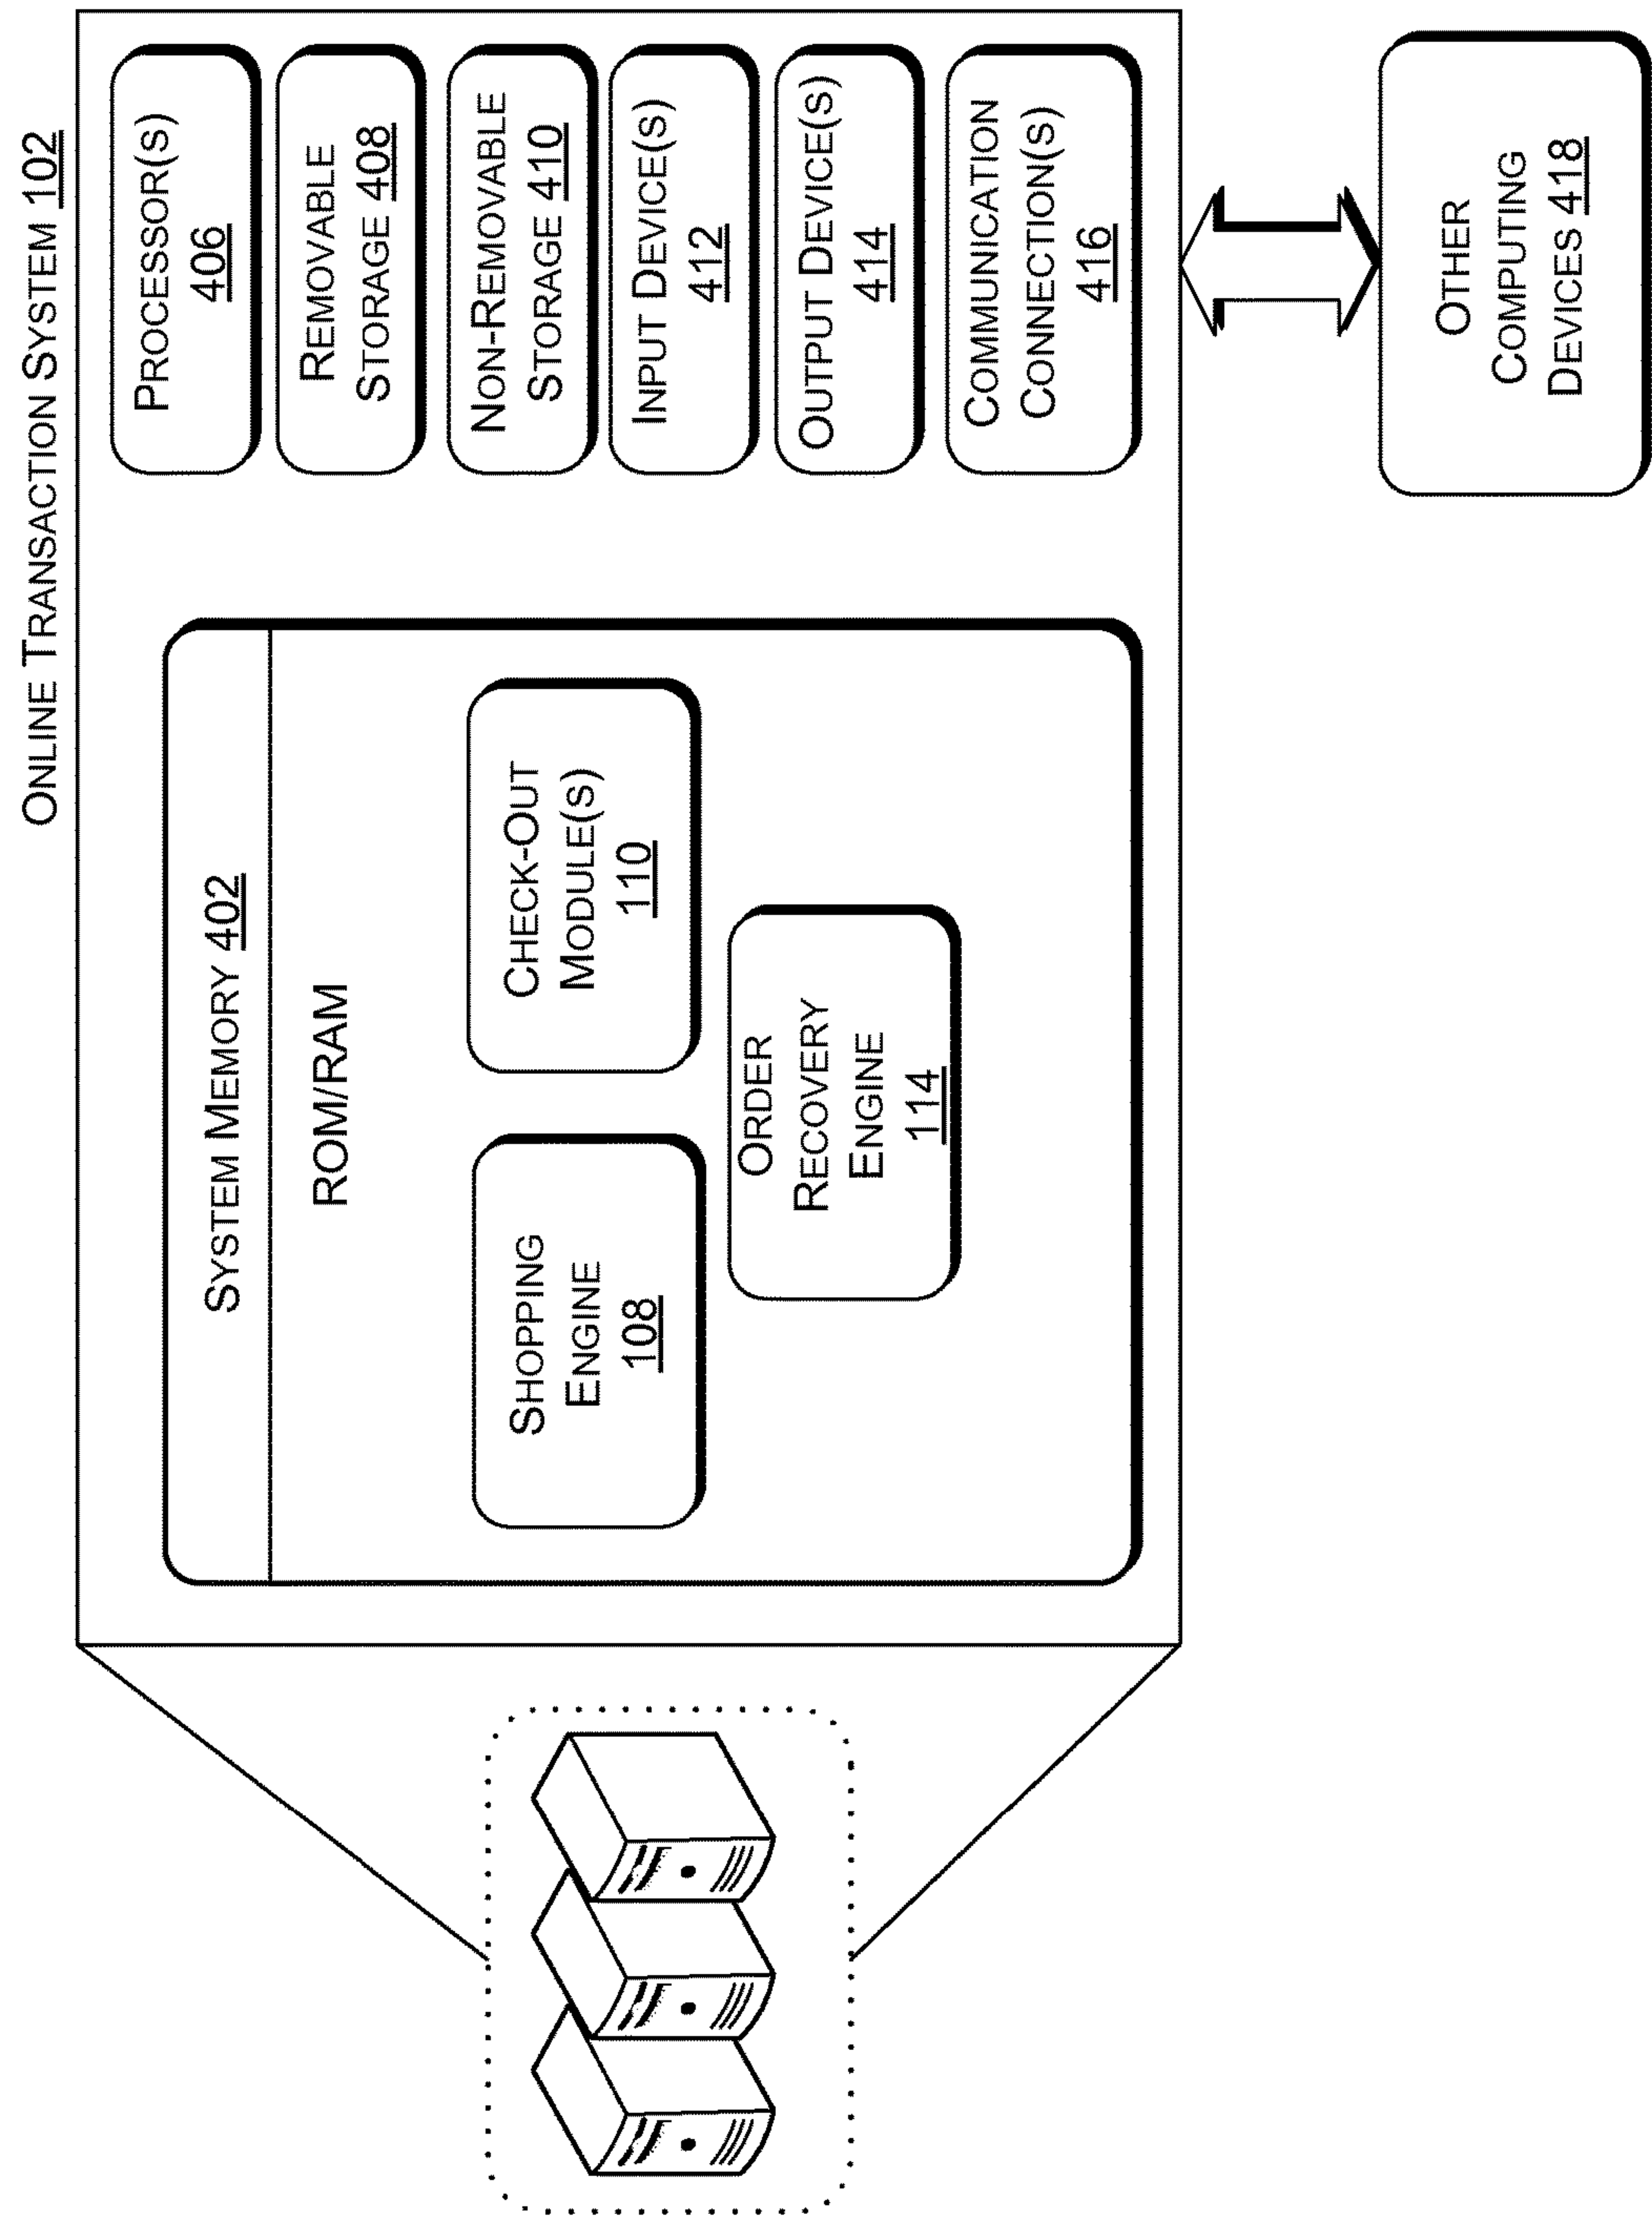 ONLINE TRANSACTION SYSTEM 102
SYSTEM MEMORY 402
ROM/RAM
SHOPPING
ENGINE
108
CHECK-OUT
MODULE(S)
110
ORDER
RECOVERY
ENGINE
114
PROCESSOR(S)
406
REMOVABLE
STORAGE 408
NON-REMOVABLE
STORAGE 410
INPUT DEVICE(S)
412
OUTPUT DEVICE(S)
414
COMMUNICATION
CONNECTION(S)
416
OTHER
COMPUTING
DEVICES 418